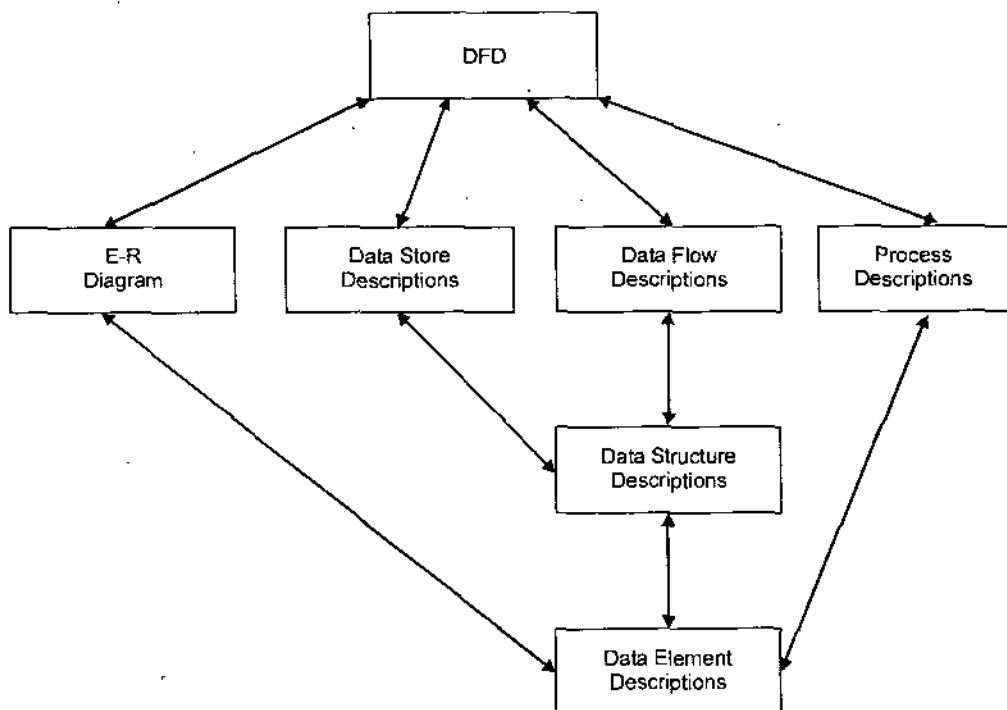 DFD
E-R
Diagram
Data Store
Descriptions
Data Flow
Descriptions
Process
Descriptions
Data Structure
Descriptions
Data Element
Descriptions